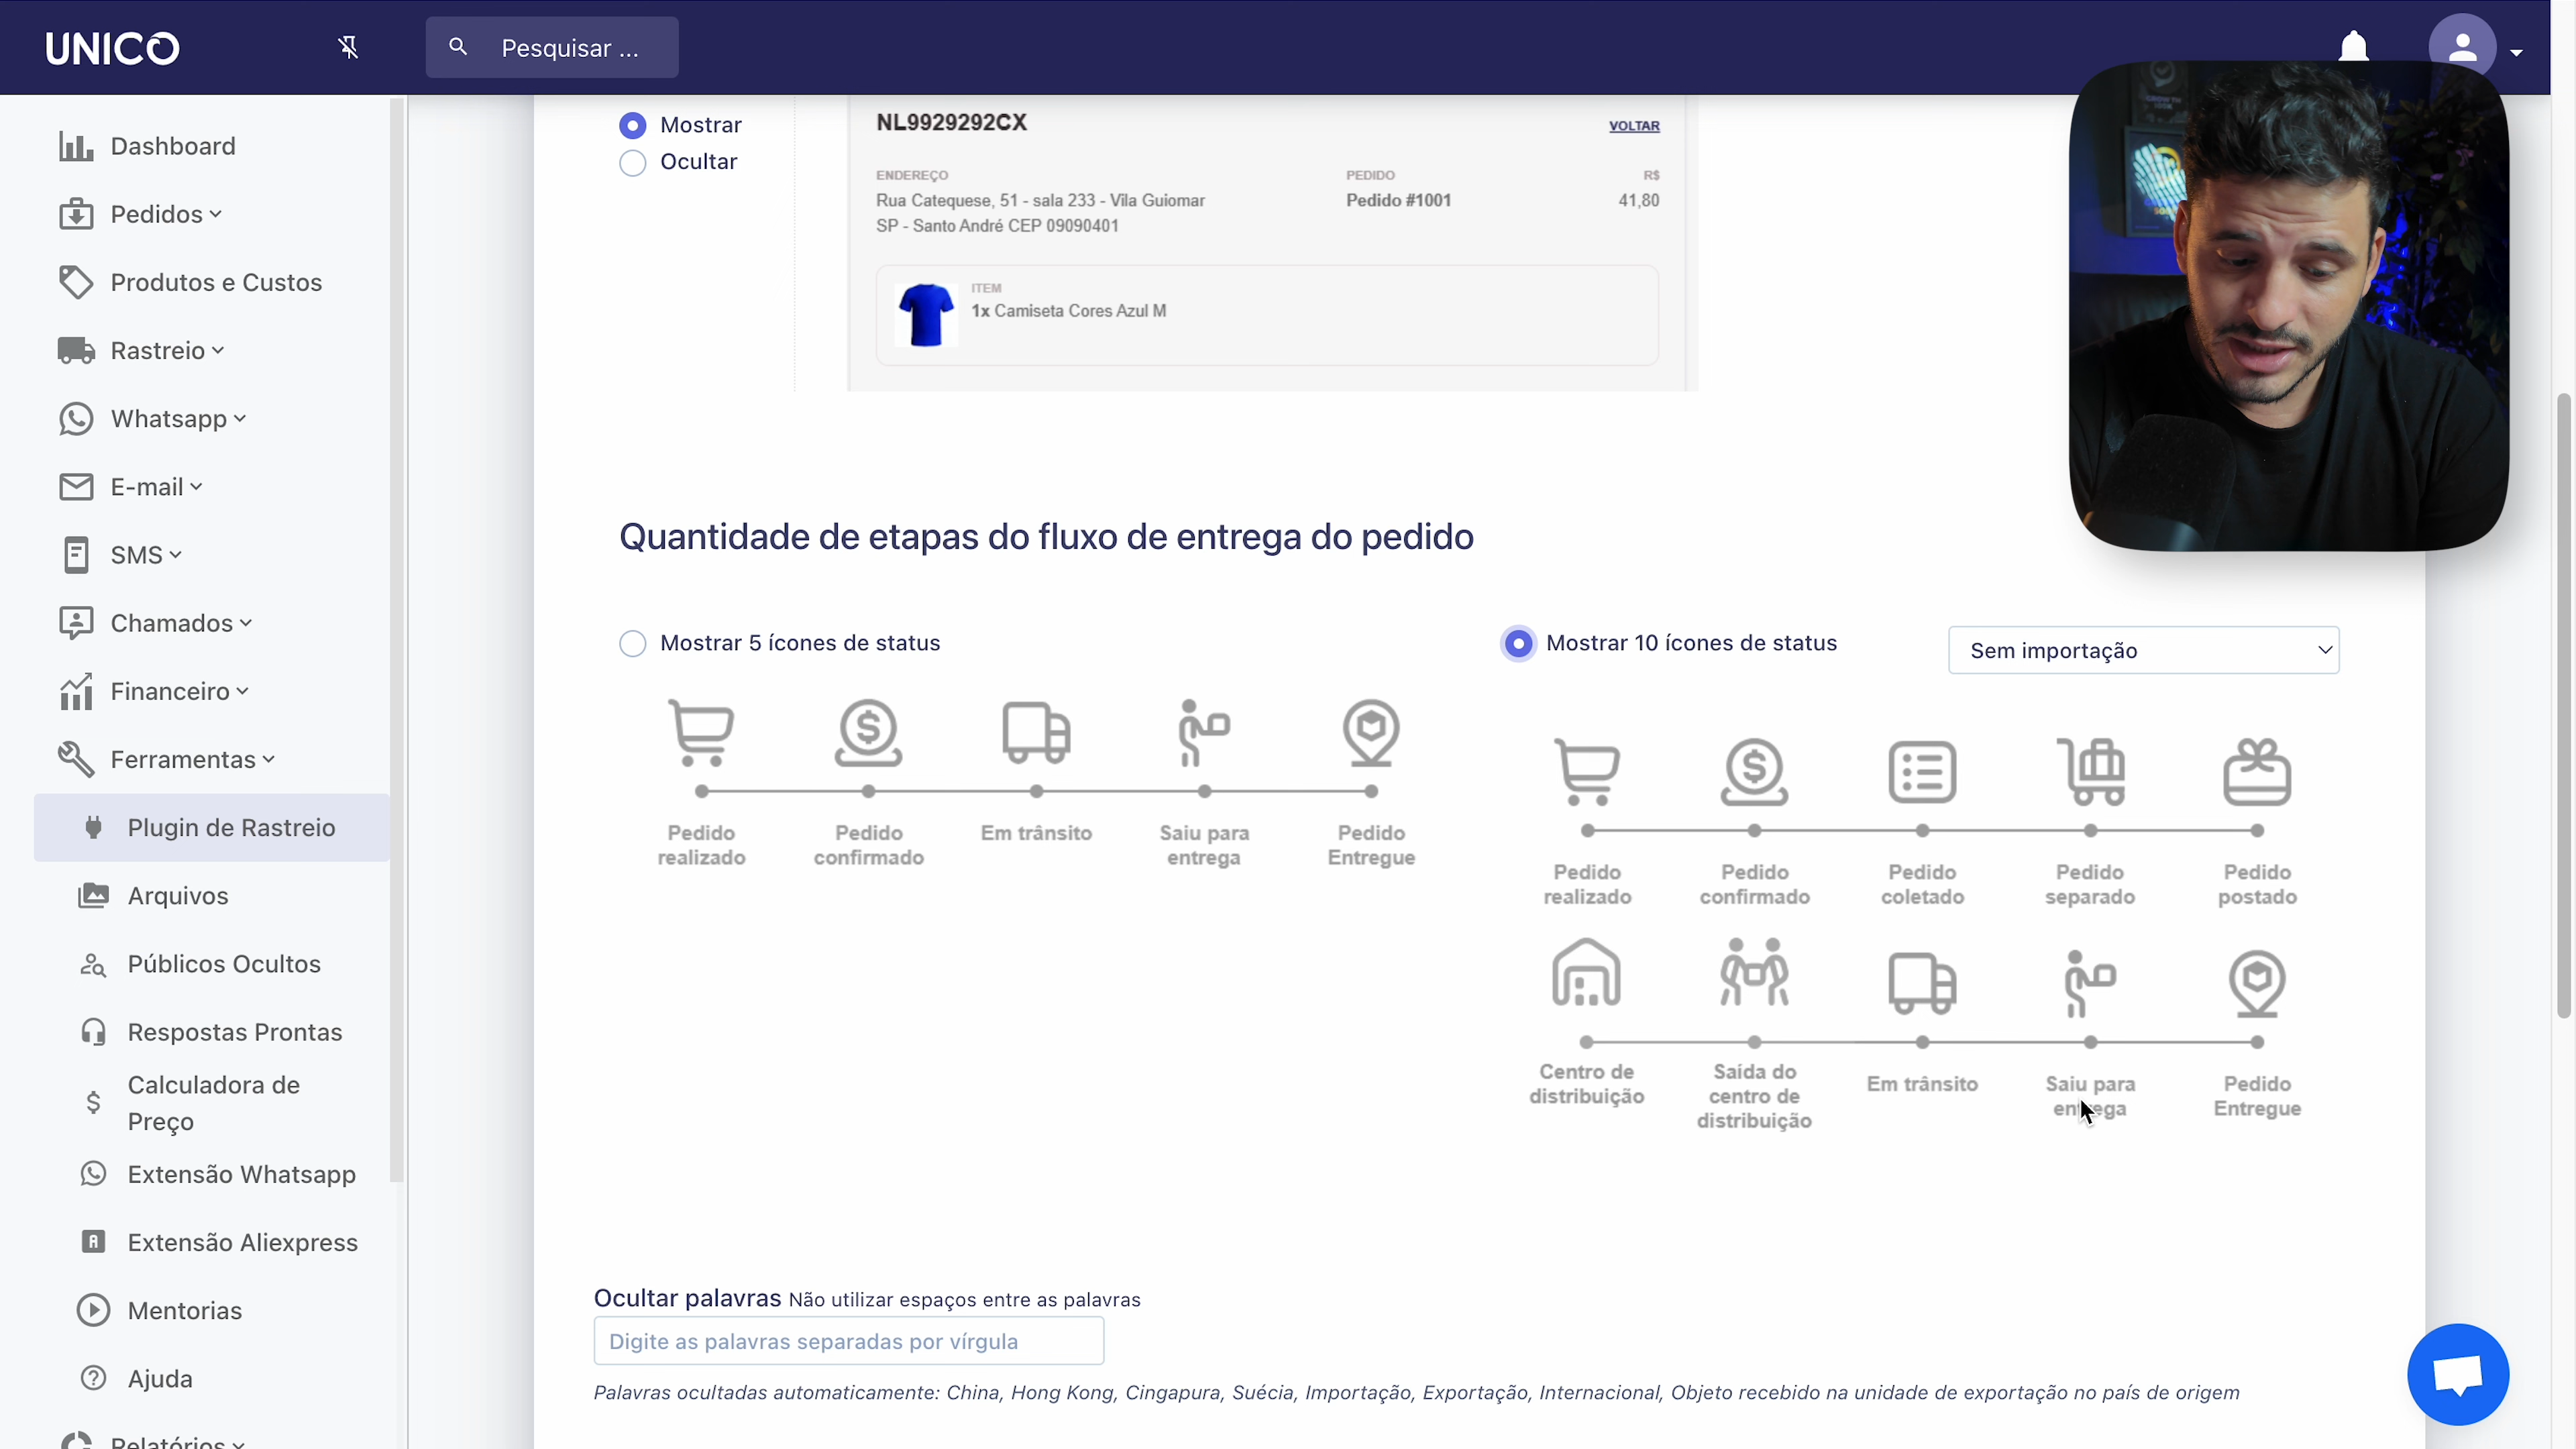 UNICO
Pesquisar ...
Dashboard
Pedidos
Produtos e Custos
Rastreio
Whatsapp
E-mail
SMS
Chamados
Financeiro
Ferramentas
Plugin de Rastreio
Arquivos
Públicos Ocultos
Respostas Prontas
Calculadora de
Preço
Extensão Whatsapp
Extensão Aliexpress
Mentorias
Ajuda
Relatórios
Mostrar
Ocultar
NL9929292CX
VOLTAR
ENDEREÇO
PEDIDO
R$
Rua Catequese, 51 - sala 233 - Vila Guiomar
Pedido #1001
41,80
SP - Santo André CEP 09090401
ITEM
1x Camiseta Cores Azul M
Quantidade de etapas do fluxo de entrega do pedido
Mostrar 5 ícones de status
Pedido
realizado
Pedido
confirmado
Em trânsito
Saiu para
entrega
Pedido
Entregue
Mostrar 10 ícones de status
Sem importação
Pedido
realizado
Pedido
confirmado
Pedido
coletado
Pedido
separado
Pedido
postado
Centro de
distribuição
Saída do
centro de
distribuição
Em trânsito
Saiu para
entrega
Pedido
Entregue
Ocultar palavras Não utilizar espaços entre as palavras
Digite as palavras separadas por vírgula
Palavras ocultadas automaticamente: China, Hong Kong, Cingapura, Suécia, Importação, Exportação, Internacional, Objeto recebido na unidade de exportação no país de origem